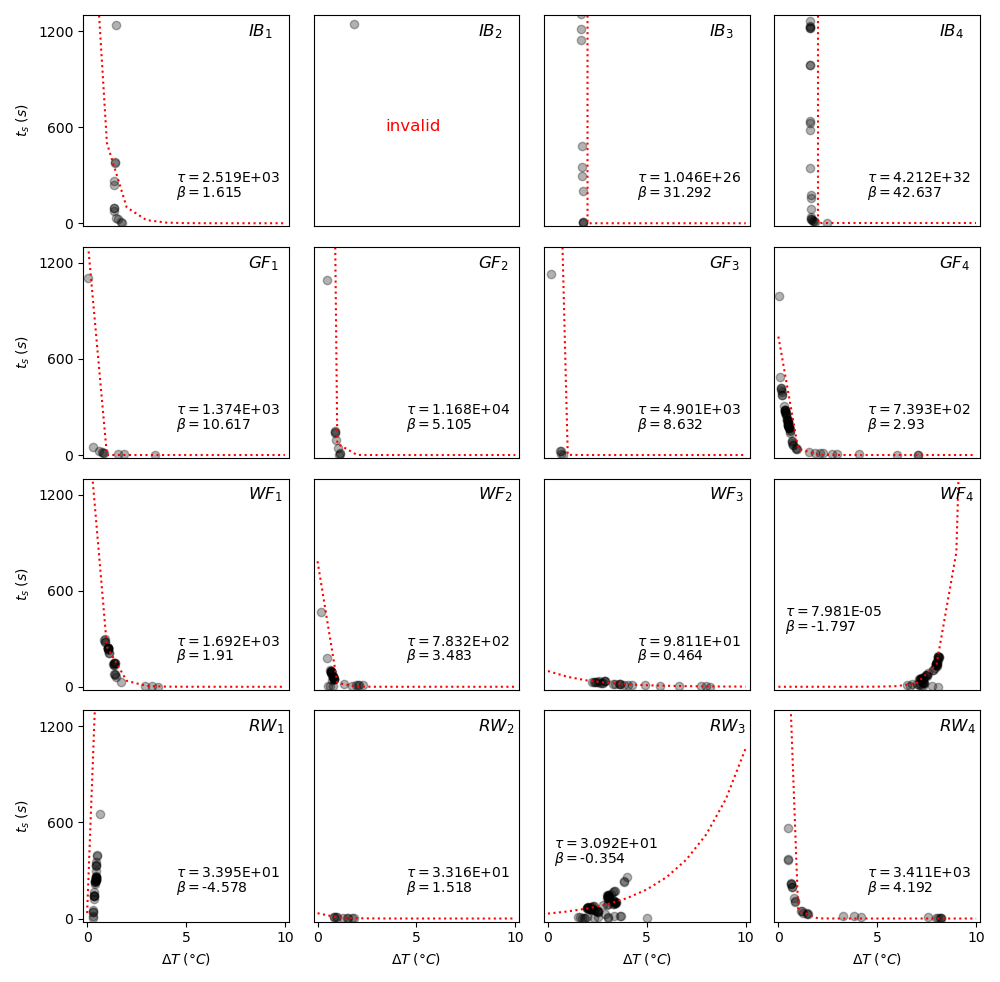 IB₁
IB₂
IB₃
IB₄
1200
600
0
t_s (s)
τ = 2.519E+03
β = 1.615
invalid
τ = 1.046E+26
β = 31.292
τ = 4.212E+32
β = 42.637
GF₁
GF₂
GF₃
GF₄
1200
600
0
t_s (s)
τ = 1.374E+03
β = 10.617
τ = 1.168E+04
β = 5.105
τ = 4.901E+03
β = 8.632
τ = 7.393E+02
β = 2.93
WF₁
WF₂
WF₃
WF₄
1200
600
0
t_s (s)
τ = 1.692E+03
β = 1.91
τ = 7.832E+02
β = 3.483
τ = 9.811E+01
β = 0.464
τ = 7.981E-05
β = -1.797
RW₁
RW₂
RW₃
RW₄
1200
600
0
t_s (s)
τ = 3.395E+01
β = -4.578
τ = 3.316E+01
β = 1.518
τ = 3.092E+01
β = -0.354
τ = 3.411E+03
β = 4.192
0 5 10
0 5 10
0 5 10
0 5 10
ΔT (°C)
ΔT (°C)
ΔT (°C)
ΔT (°C)